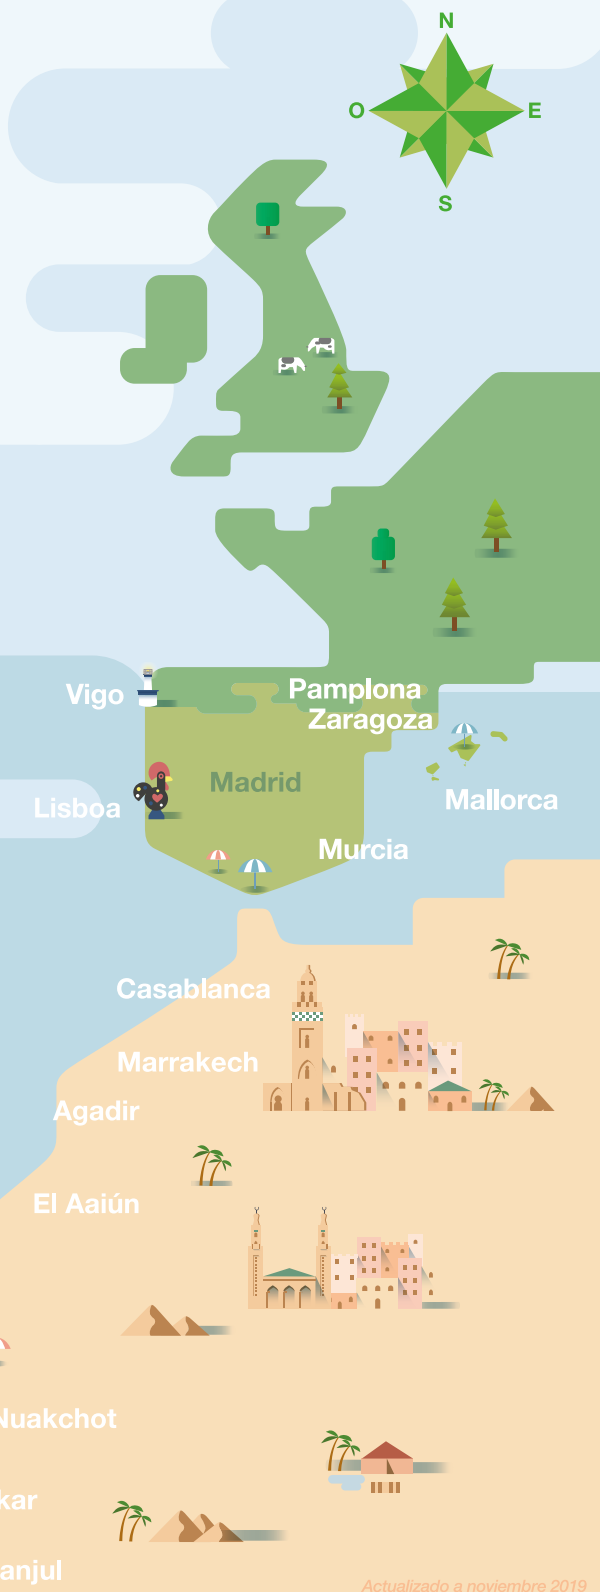 N
O
E
S
Vigo
Pamplona
Zaragoza
Madrid
Lisboa
Mallorca
Murcia
Casablanca
Marrakech
Agadir
El Aaiún
Nuakchot
kar
anjul
Actualizado a noviembre 2019